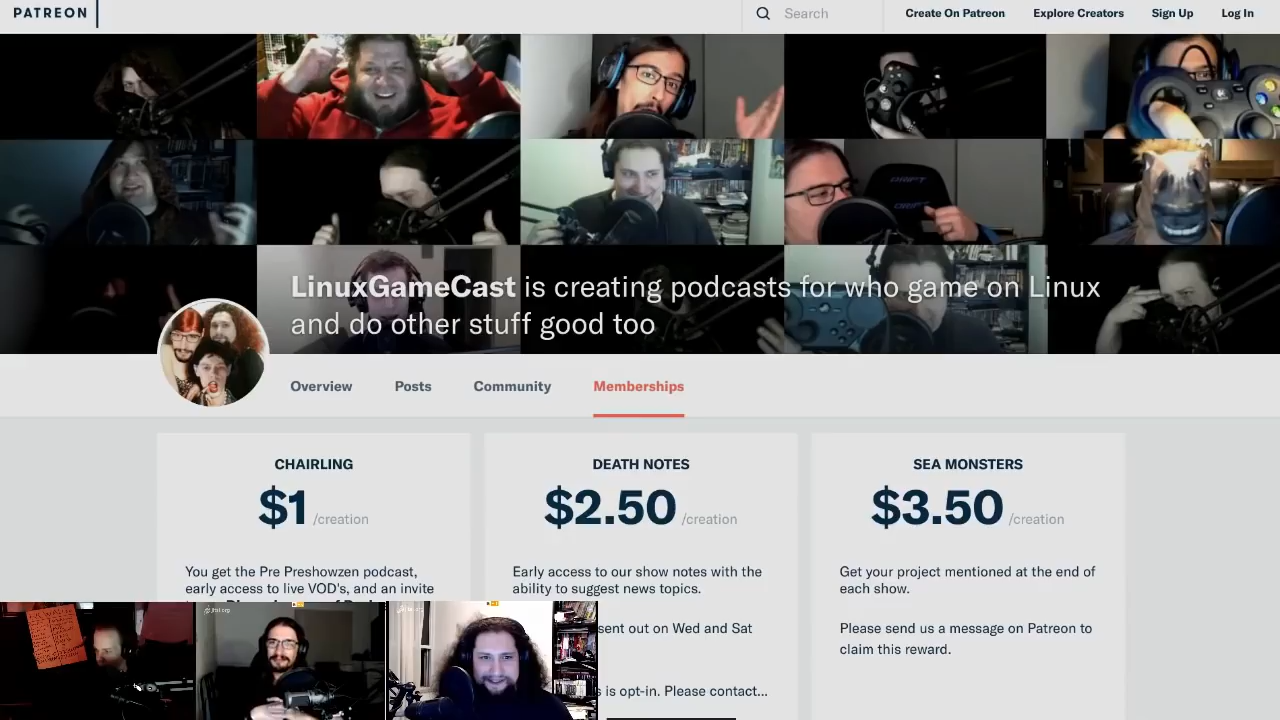 PATREON
Search
Create On Patreon
Explore Creators
Sign Up
Log In
DRIFT
LinuxGameCast is creating podcasts for who game on Linux
and do other stuff good too
Overview
Posts
Community
Memberships
CHAIRLING
$1 /creation
You get the Pre Preshowzen podcast,
early access to live VOD's, and an invite
DEATH NOTES
$2.50 /creation
Early access to our show notes with the
ability to suggest news topics.
sent out on Wed and Sat
s is opt-in. Please contact...
SEA MONSTERS
$3.50 /creation
Get your project mentioned at the end of
each show.
Please send us a message on Patreon to
claim this reward.